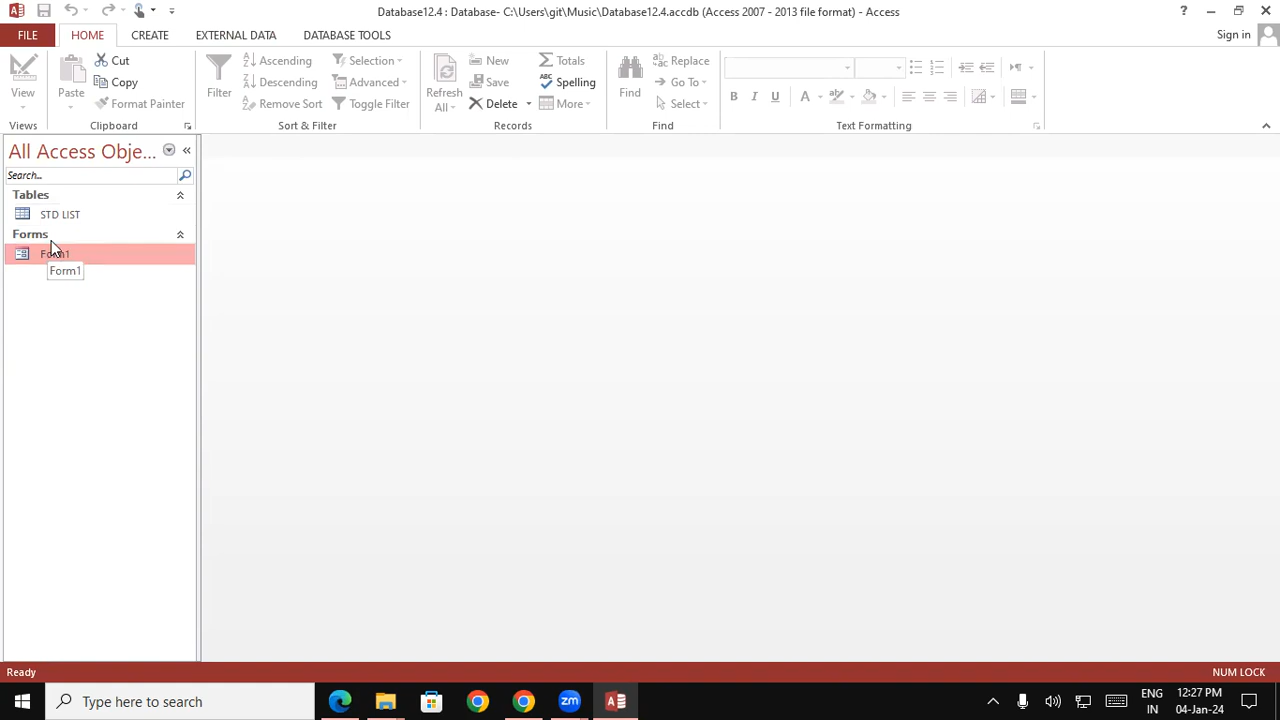 Database12.4 : Database- C:\Users\git\Music\Database12.4.accdb (Access 2007 - 2013 file format) - Access
?
FILE HOME CREATE EXTERNAL DATA DATABASE TOOLS Sign in
Cut Ascending Selection New Totals Replace
Copy Descending Advanced Save Spelling Go To
View Paste Format Painter Filter Remove Sort Toggle Filter Refresh All Delete More Find Select
B I U A
Views Clipboard Sort & Filter Records Find Text Formatting
All Access Obje...
Search...
Tables
STD LIST
Forms
Form1
Form1
Ready NUM LOCK
Type here to search
zm
A
ENG 12:27 PM
IN 04-Jan-24